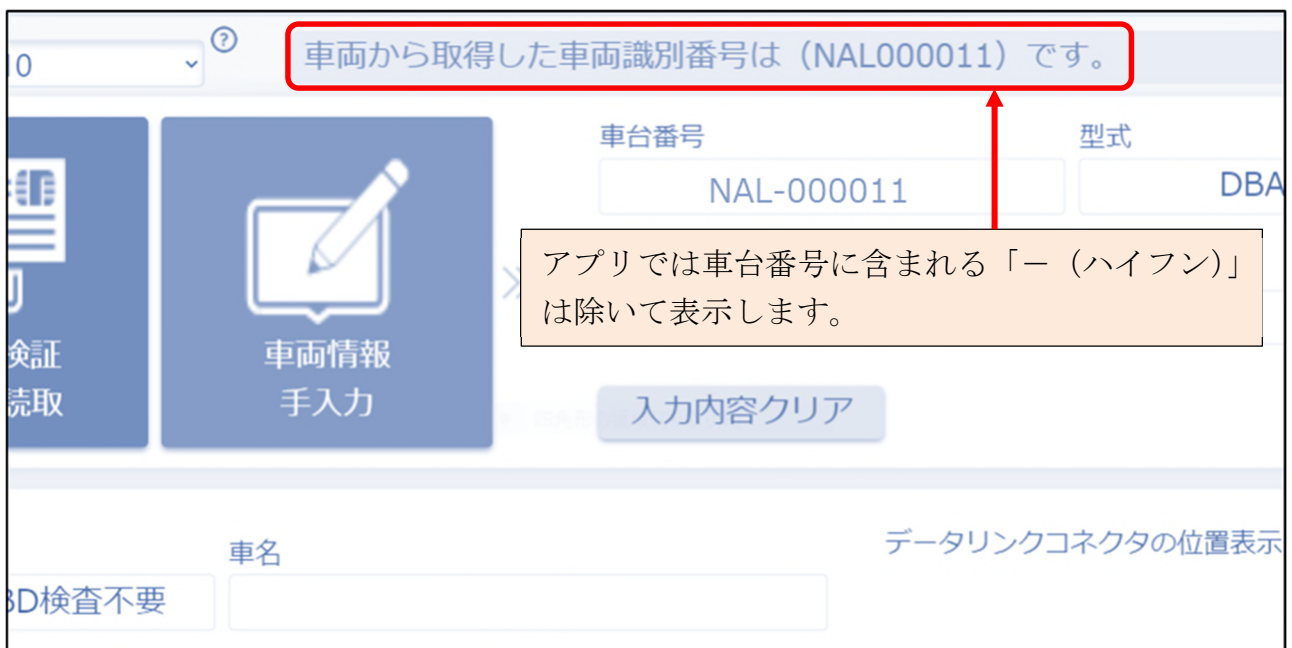 10
?
車両から取得した車両識別番号は（NAL000011）です。
車台番号
型式
NAL-000011
DBA
アプリでは車台番号に含まれる「－（ハイフン）」
は除いて表示します。
検証
読取
車両情報
手入力
入力内容クリア
車名
データリンクコネクタの位置表示
BD検査不要